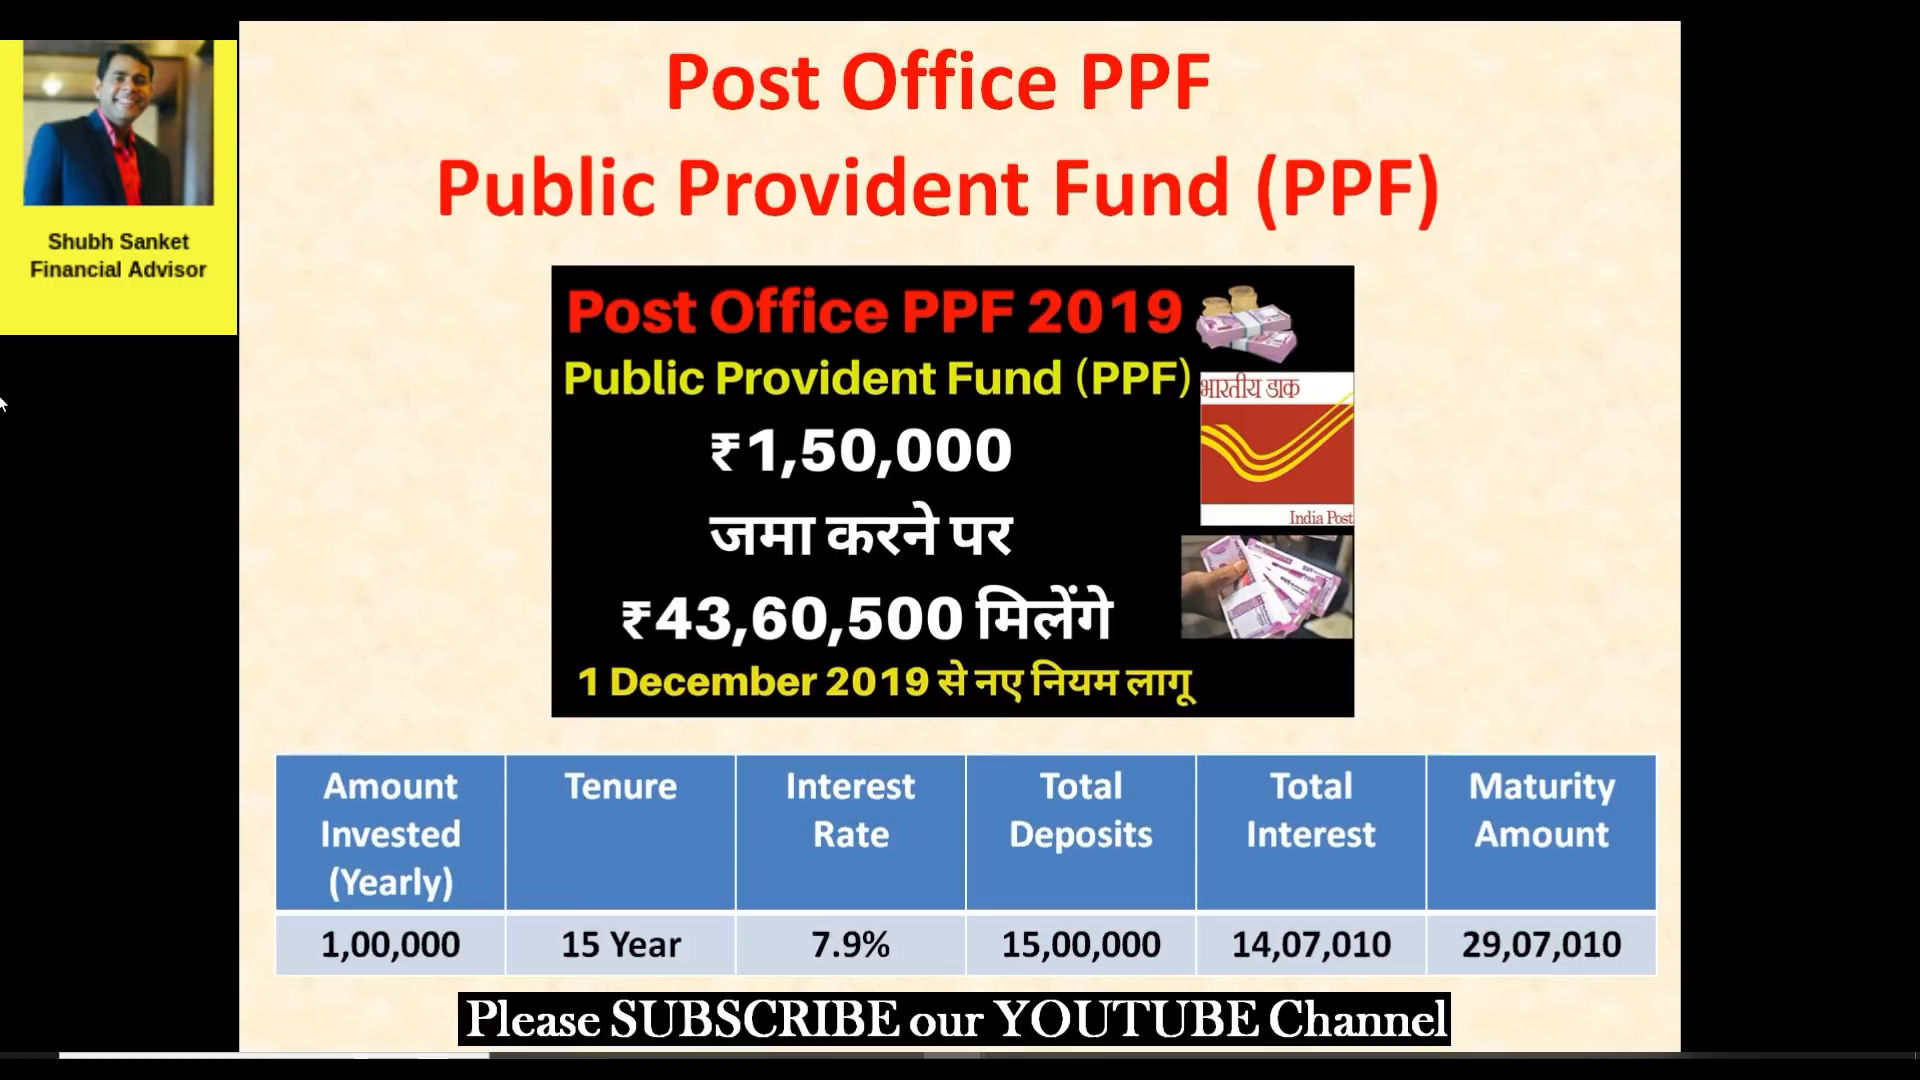 Post Office PPF
Public Provident Fund (PPF)
Shubh Sanket
Financial Advisor
Post Office PPF 2019
Public Provident Fund (PPF)
₹1,50,000
जमा करने पर
₹43,60,500 मिलेंगे
1 December 2019 से नए नियम लागू
भारतीय डाक
India Post
Amount Invested (Yearly) Tenure Interest Rate Total Deposits Total Interest Maturity Amount
1,00,000 15 Year 7.9% 15,00,000 14,07,010 29,07,010
Please SUBSCRIBE our YOUTUBE Channel